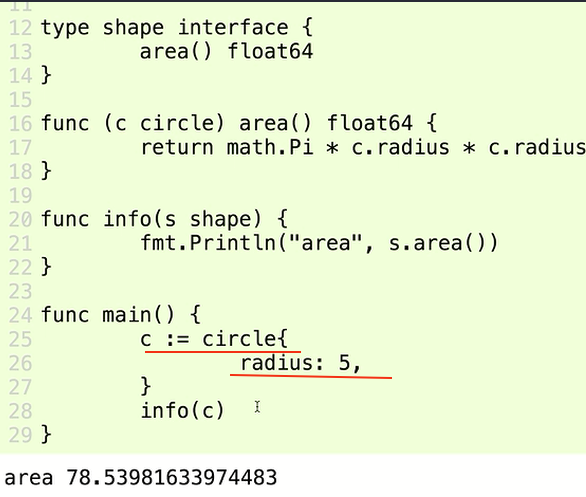 11
12 type shape interface {
13 area() float64
14 }
15
16 func (c circle) area() float64 {
17 return math.Pi * c.radius * c.radius
18 }
19
20 func info(s shape) {
21 fmt.Println("area", s.area())
22 }
23
24 func main() {
25 c := circle{
26 radius: 5,
27 }
28 info(c)
29 }
area 78.53981633974483